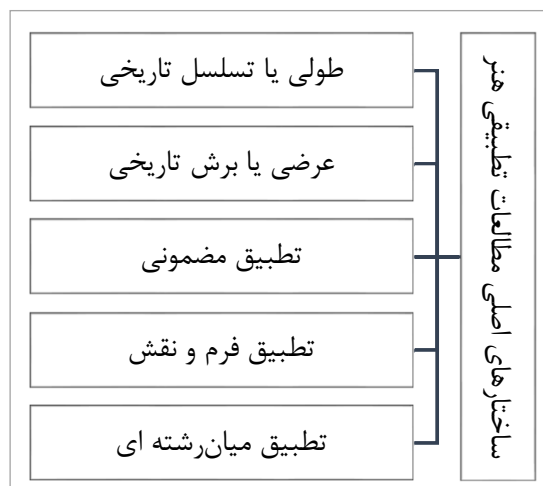 ساختارهای اصلی مطالعات تطبیقی هنر
طولی یا تسلسل تاریخی
عرضی یا برش تاریخی
تطبیق مضمونی
تطبیق فرم و نقش
تطبیق میان‌رشته ای